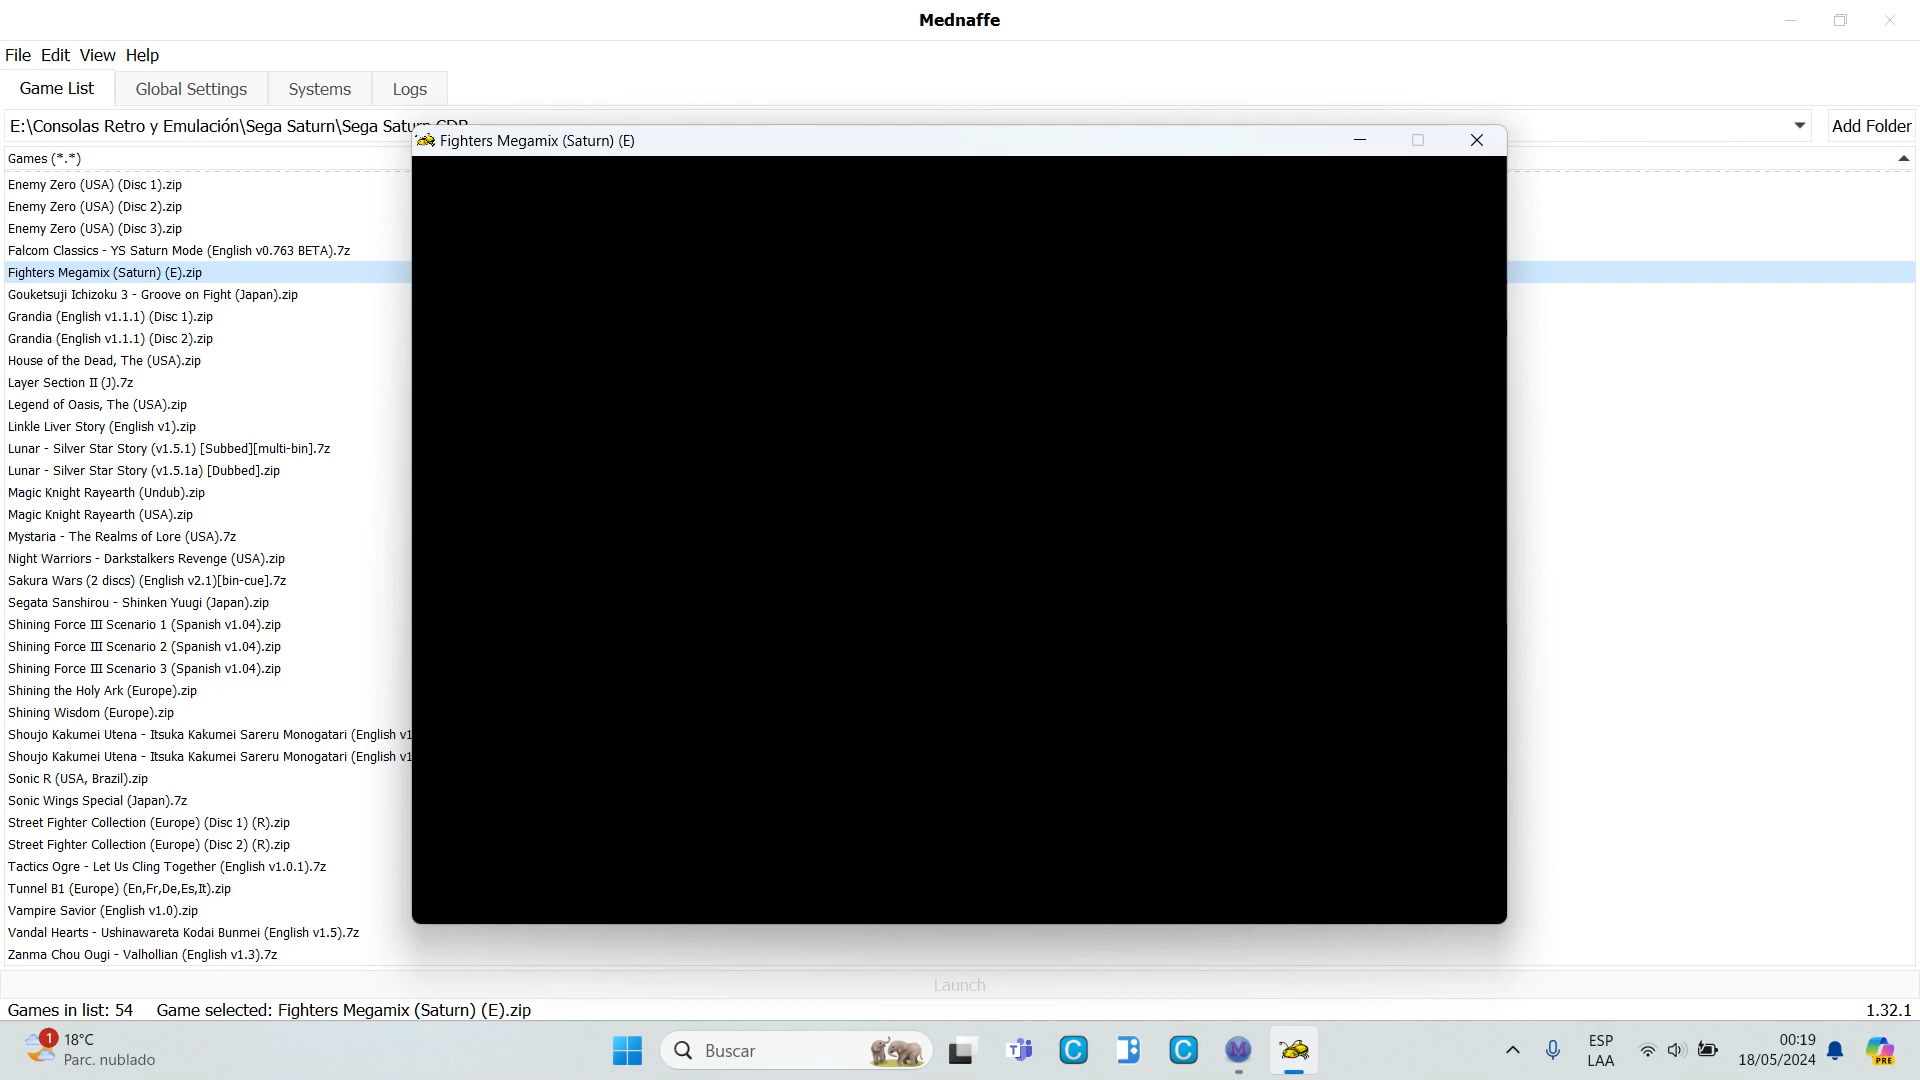 Mednaffe
File Edit View Help
Game List Global Settings Systems Logs
E:\Consolas Retro y Emulación\Sega Saturn\Sega Saturn CDR
Add Folder
Fighters Megamix (Saturn) (E)
Games (*.*)
Enemy Zero (USA) (Disc 1).zip
Enemy Zero (USA) (Disc 2).zip
Enemy Zero (USA) (Disc 3).zip
Falcom Classics - YS Saturn Mode (English v0.763 BETA).7z
Fighters Megamix (Saturn) (E).zip
Gouketsuji Ichizoku 3 - Groove on Fight (Japan).zip
Grandia (English v1.1.1) (Disc 1).zip
Grandia (English v1.1.1) (Disc 2).zip
House of the Dead, The (USA).zip
Layer Section II (J).7z
Legend of Oasis, The (USA).zip
Linkle Liver Story (English v1).zip
Lunar - Silver Star Story (v1.5.1) [Subbed][multi-bin].7z
Lunar - Silver Star Story (v1.5.1a) [Dubbed].zip
Magic Knight Rayearth (Undub).zip
Magic Knight Rayearth (USA).zip
Mystaria - The Realms of Lore (USA).7z
Night Warriors - Darkstalkers Revenge (USA).zip
Sakura Wars (2 discs) (English v2.1)[bin-cue].7z
Segata Sanshirou - Shinken Yuugi (Japan).zip
Shining Force III Scenario 1 (Spanish v1.04).zip
Shining Force III Scenario 2 (Spanish v1.04).zip
Shining Force III Scenario 3 (Spanish v1.04).zip
Shining the Holy Ark (Europe).zip
Shining Wisdom (Europe).zip
Shoujo Kakumei Utena - Itsuka Kakumei Sareru Monogatari (English v1
Shoujo Kakumei Utena - Itsuka Kakumei Sareru Monogatari (English v1
Sonic R (USA, Brazil).zip
Sonic Wings Special (Japan).7z
Street Fighter Collection (Europe) (Disc 1) (R).zip
Street Fighter Collection (Europe) (Disc 2) (R).zip
Tactics Ogre - Let Us Cling Together (English v1.0.1).7z
Tunnel B1 (Europe) (En,Fr,De,Es,It).zip
Vampire Savior (English v1.0).zip
Vandal Hearts - Ushinawareta Kodai Bunmei (English v1.5).7z
Zanma Chou Ougi - Valhollian (English v1.3).7z
Launch
Games in list: 54 Game selected: Fighters Megamix (Saturn) (E).zip 1.32.1
1 18°C
Parc. nublado
Buscar
ESP
LAA
00:19
18/05/2024
PRE